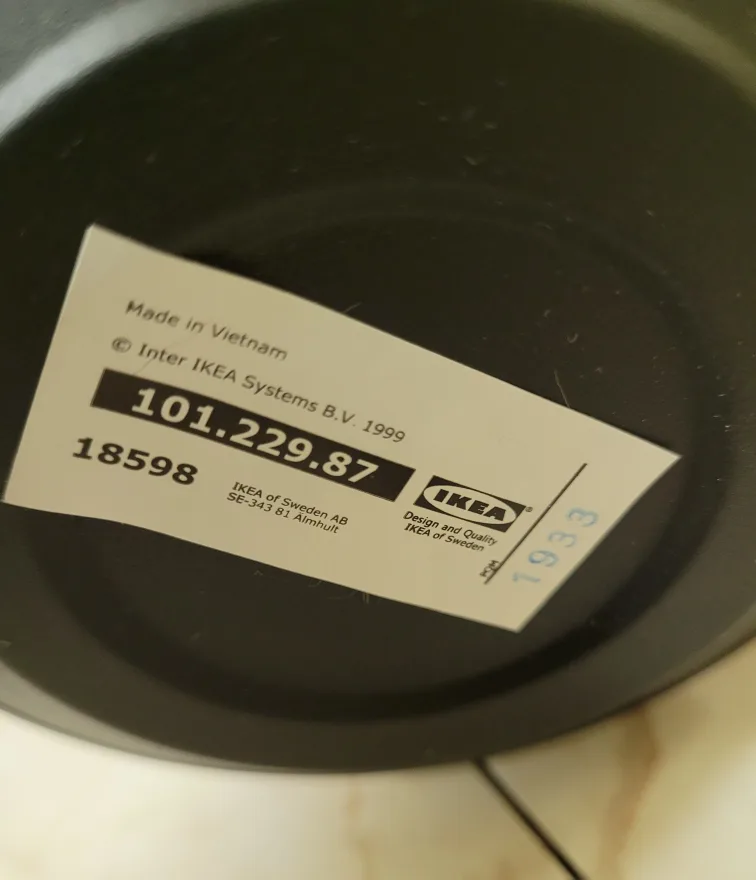 Made in Vietnam
© Inter IKEA Systems B.V. 1999
101.229.87
18598
IKEA of Sweden AB
SE-343 81 Älmhult
IKEA®
Design and Quality
IKEA of Sweden
1933